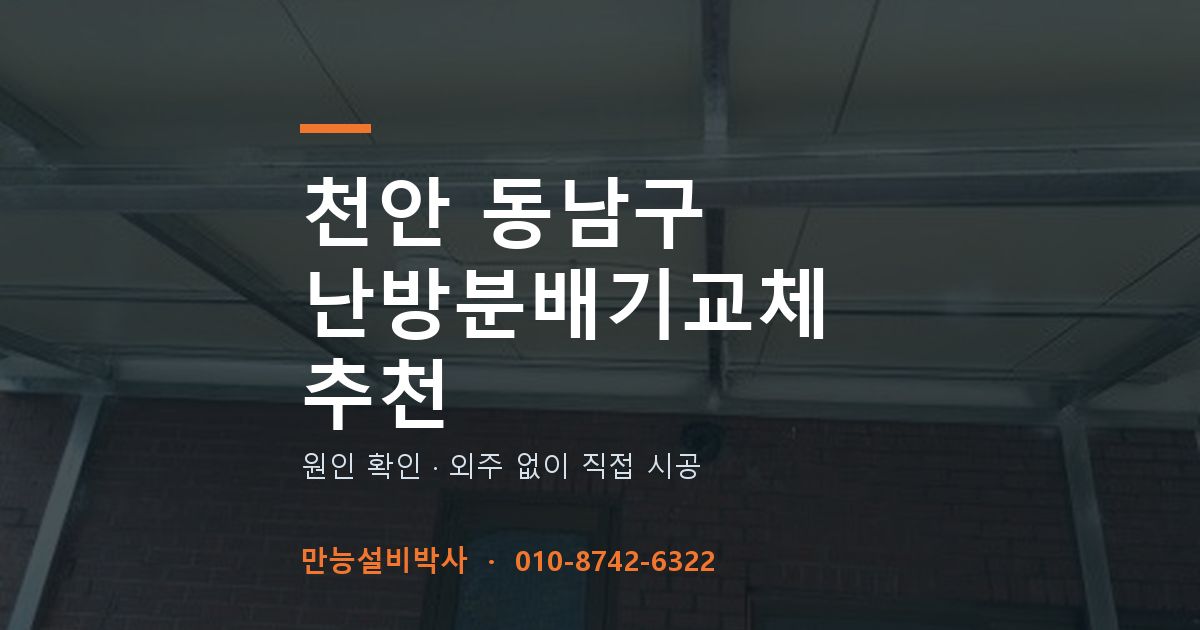 천안 동남구
난방분배기교체
추천
원인 확인 · 외주 없이 직접 시공
만능설비박사 · 010-8742-6322